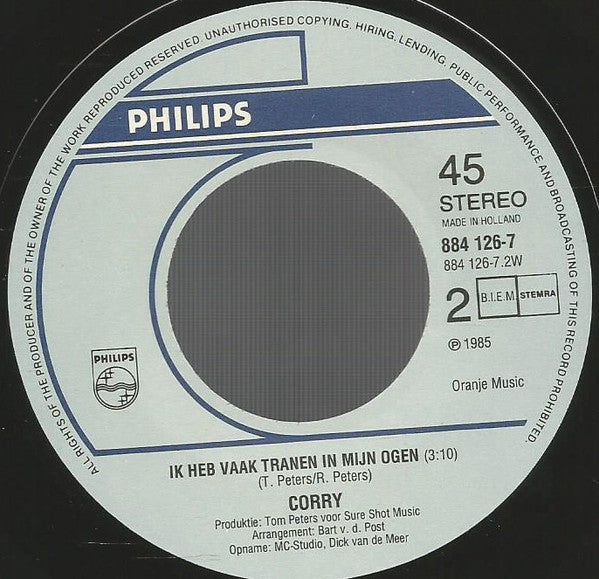 ALL RIGHTS OF THE PRODUCER AND OF THE OWNER OF THE WORK REPRODUCED RESERVED. UNAUTHORISED COPYING, HIRING, LENDING, PUBLIC PERFORMANCE AND BROADCASTING OF THIS RECORD PROHIBITED.
PHILIPS
45
STEREO
MADE IN HOLLAND
884 126-7
884 126-7.2W
2 B.I.E.M. STEMRA
℗ 1985
PHILIPS
Oranje Music
IK HEB VAAK TRANEN IN MIJN OGEN (3:10)
(T. Peters/R. Peters)
CORRY
Produktie: Tom Peters voor Sure Shot Music
Arrangement: Bart v. d. Post
Opname: MC-Studio, Dick van de Meer